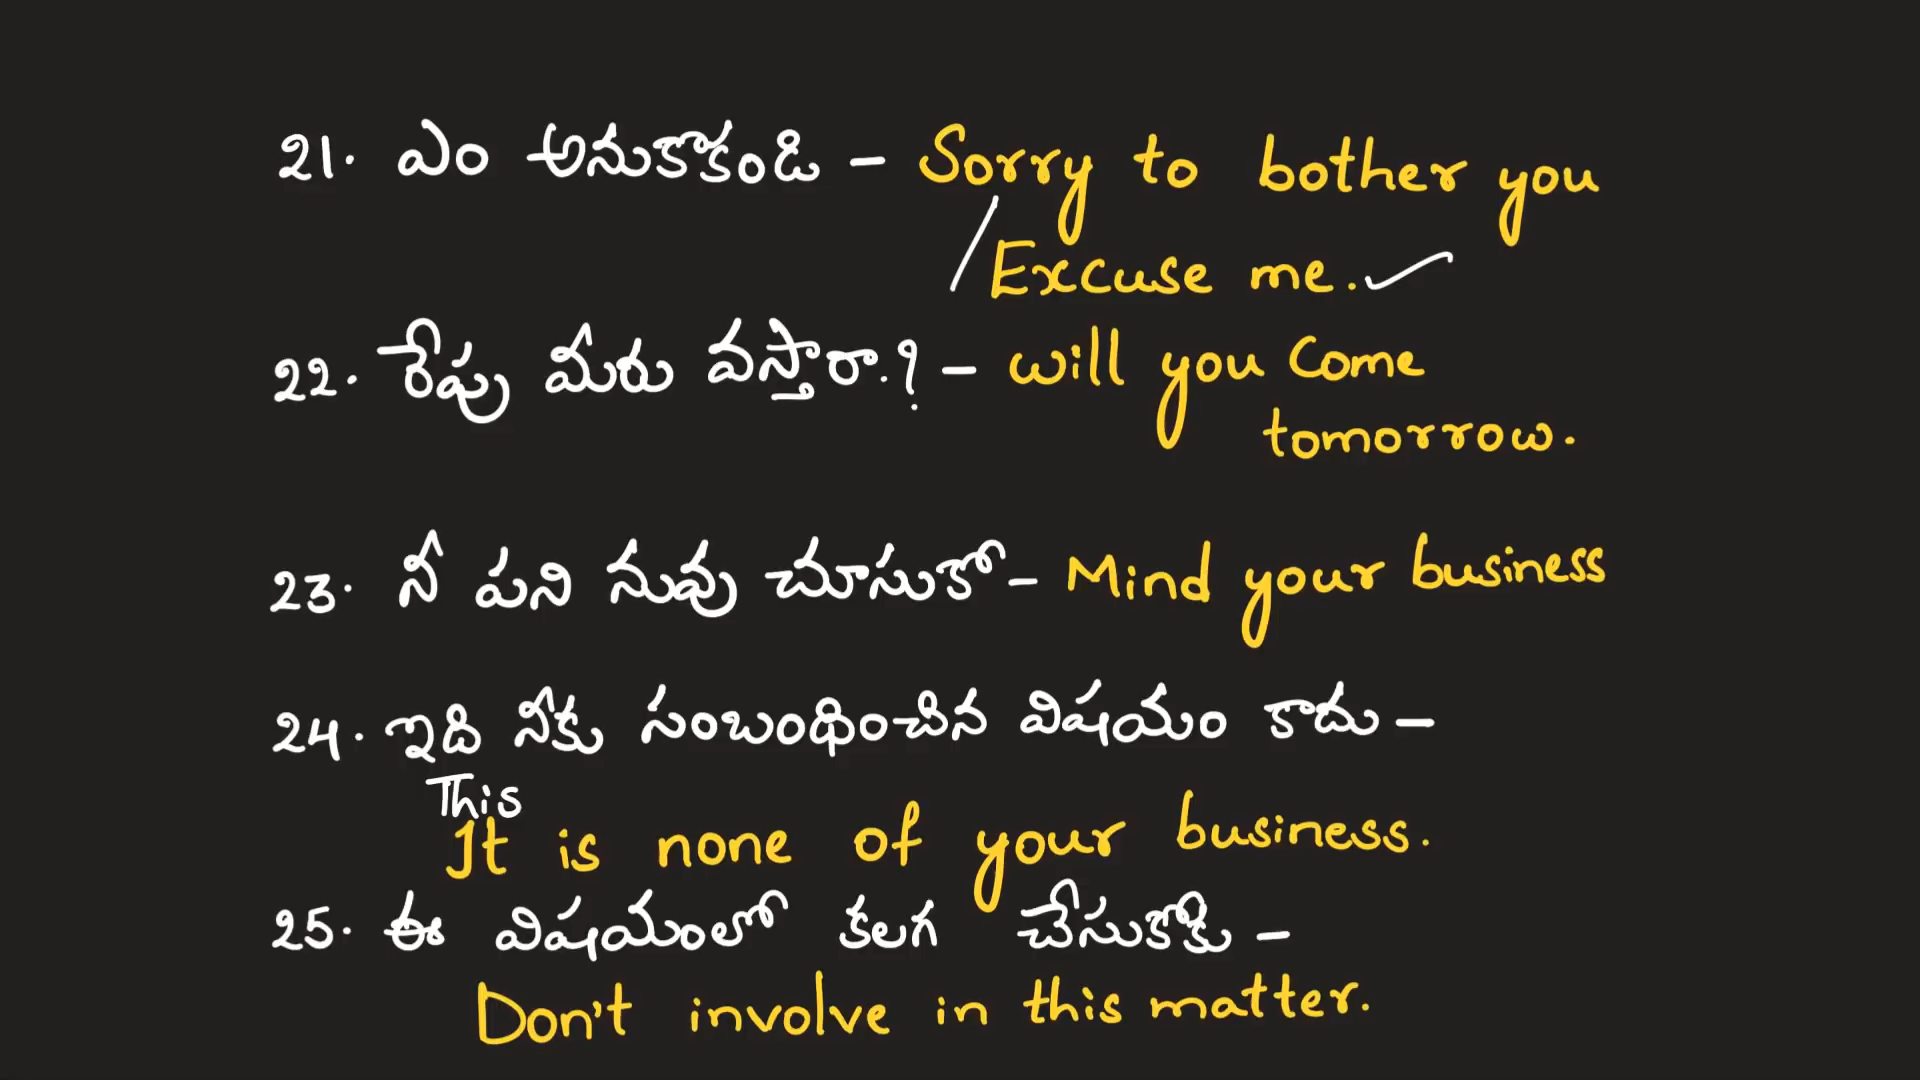 21. ఎం అనుకోకండి – Sorry to bother you
/Excuse me.
22. రేపు మీరు వస్తారా.? – will you come
tomorrow.
23. నీ పని నువు చూసుకో – Mind your business
24. ఇది నీకు సంబంధించిన విషయం కాదు –
This
It is none of your business.
25. ఈ విషయంలో కలగ చేసుకోకు –
Don't involve in this matter.